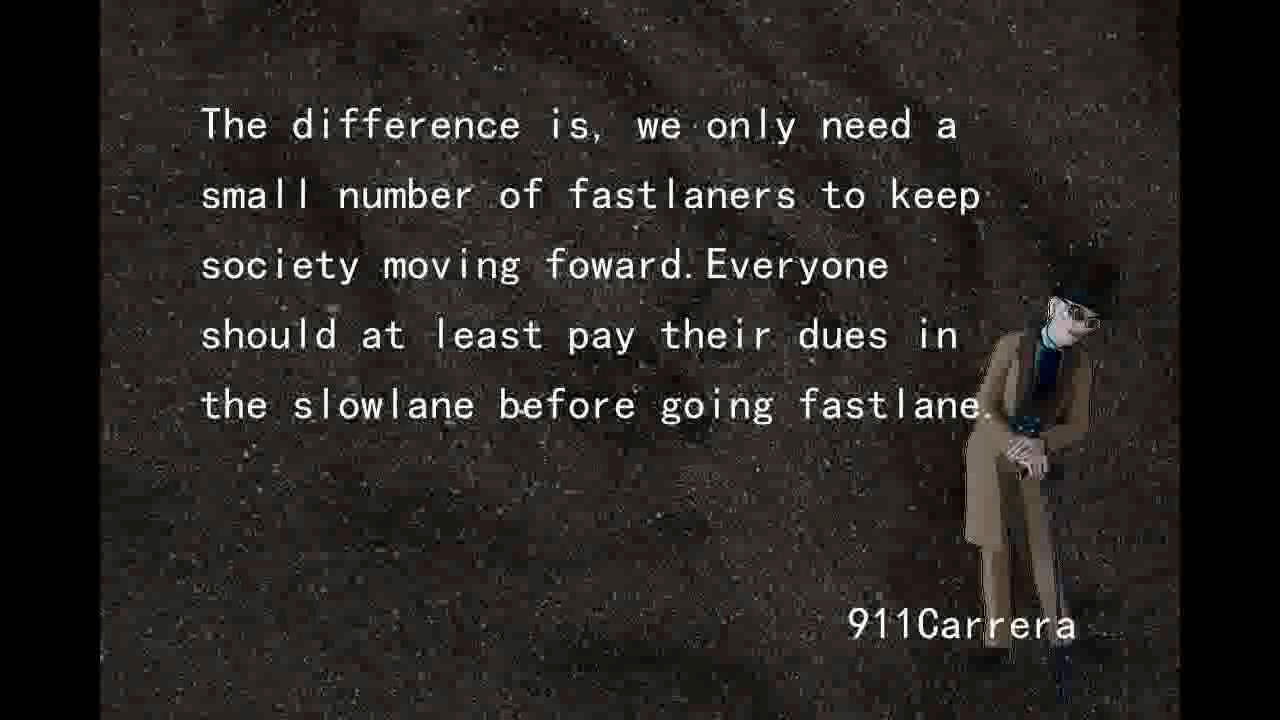 The difference is, we only need a
small number of fastlaners to keep
society moving foward.Everyone
should at least pay their dues in
the slowlane before going fastlane.
911Carrera